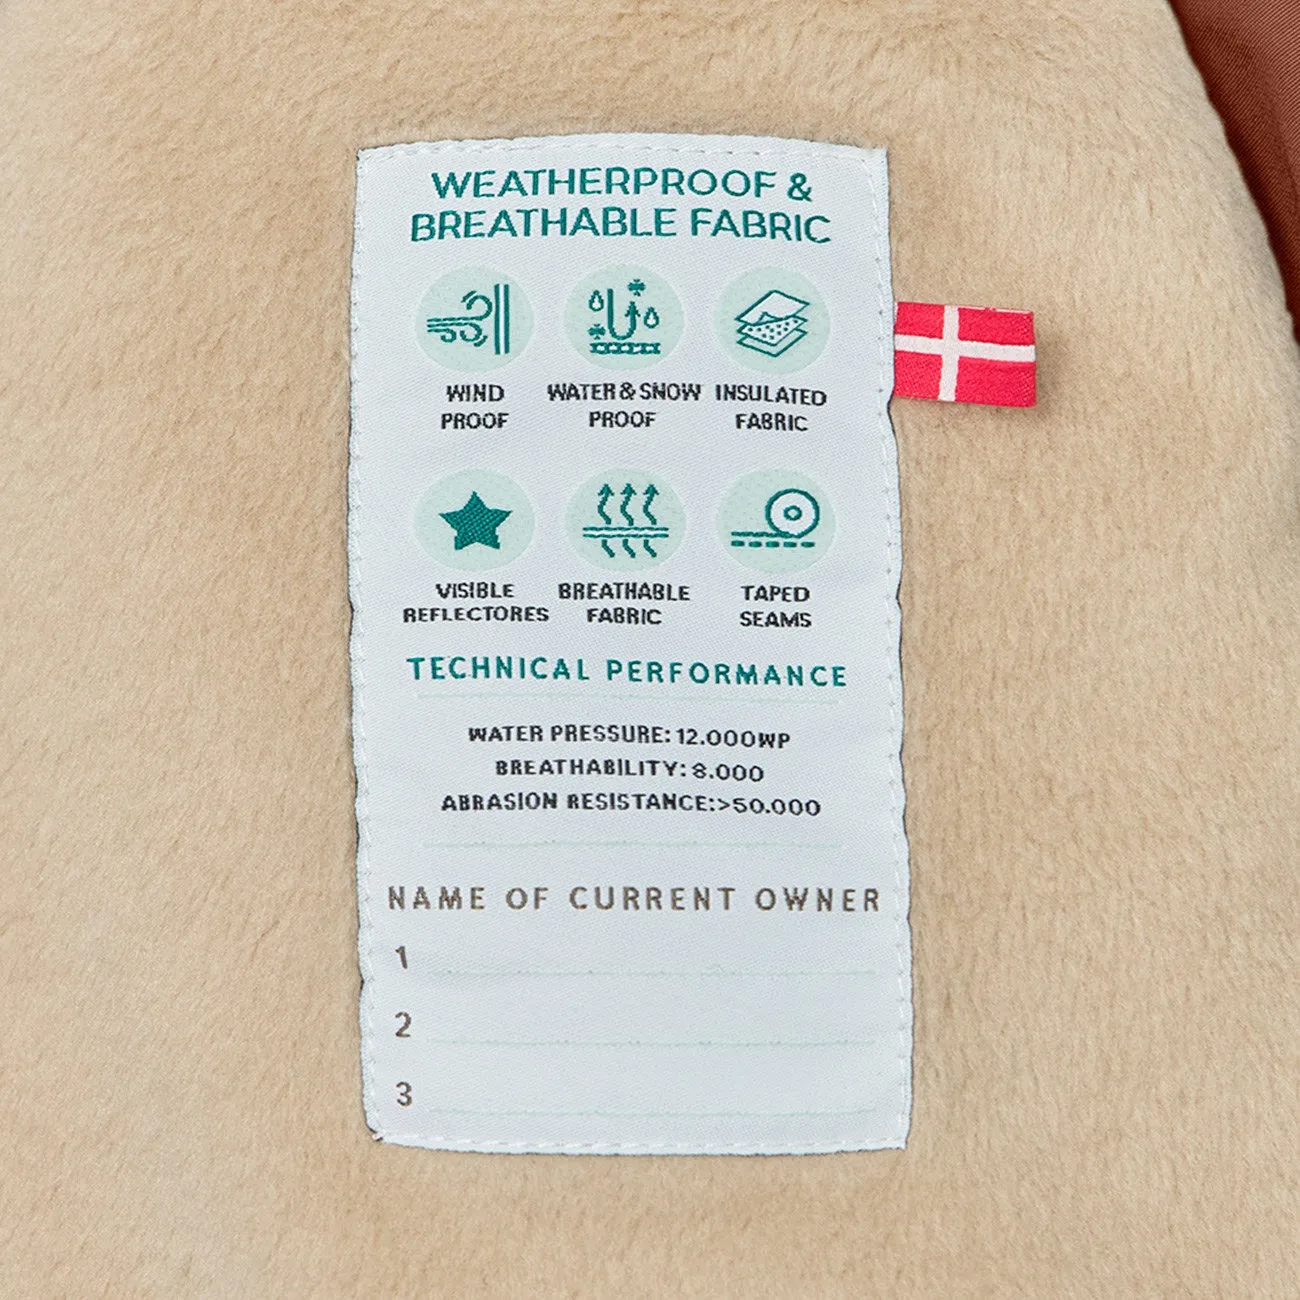 WEATHERPROOF &
BREATHABLE FABRIC
WIND
PROOF
WATER & SNOW
PROOF
INSULATED
FABRIC
VISIBLE
REFLECTORES
BREATHABLE
FABRIC
TAPED
SEAMS
TECHNICAL PERFORMANCE
WATER PRESSURE: 12.000WP
BREATHABILITY: 8.000
ABRASION RESISTANCE:>50.000
NAME OF CURRENT OWNER
1
2
3